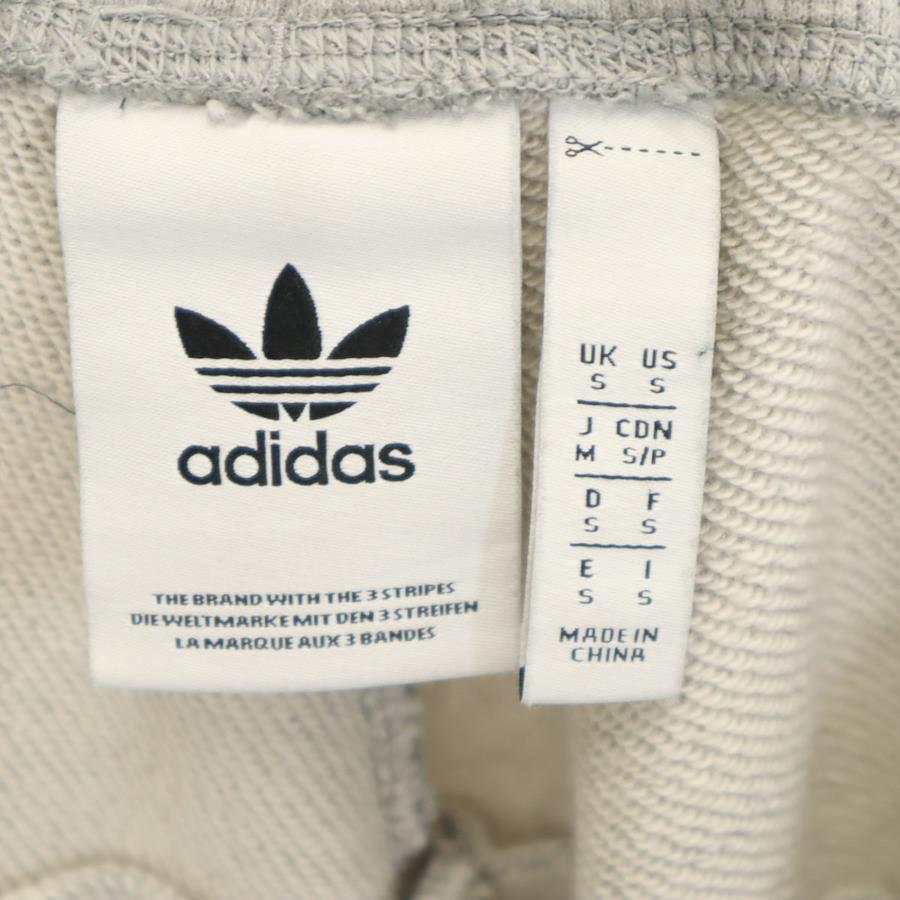 adidas
THE BRAND WITH THE 3 STRIPES
DIE WELTMARKE MIT DEN 3 STREIFEN
LA MARQUE AUX 3 BANDES
UK US
S S
J CDN
M S/P
D F
S S
E I
S S
MADE IN
CHINA